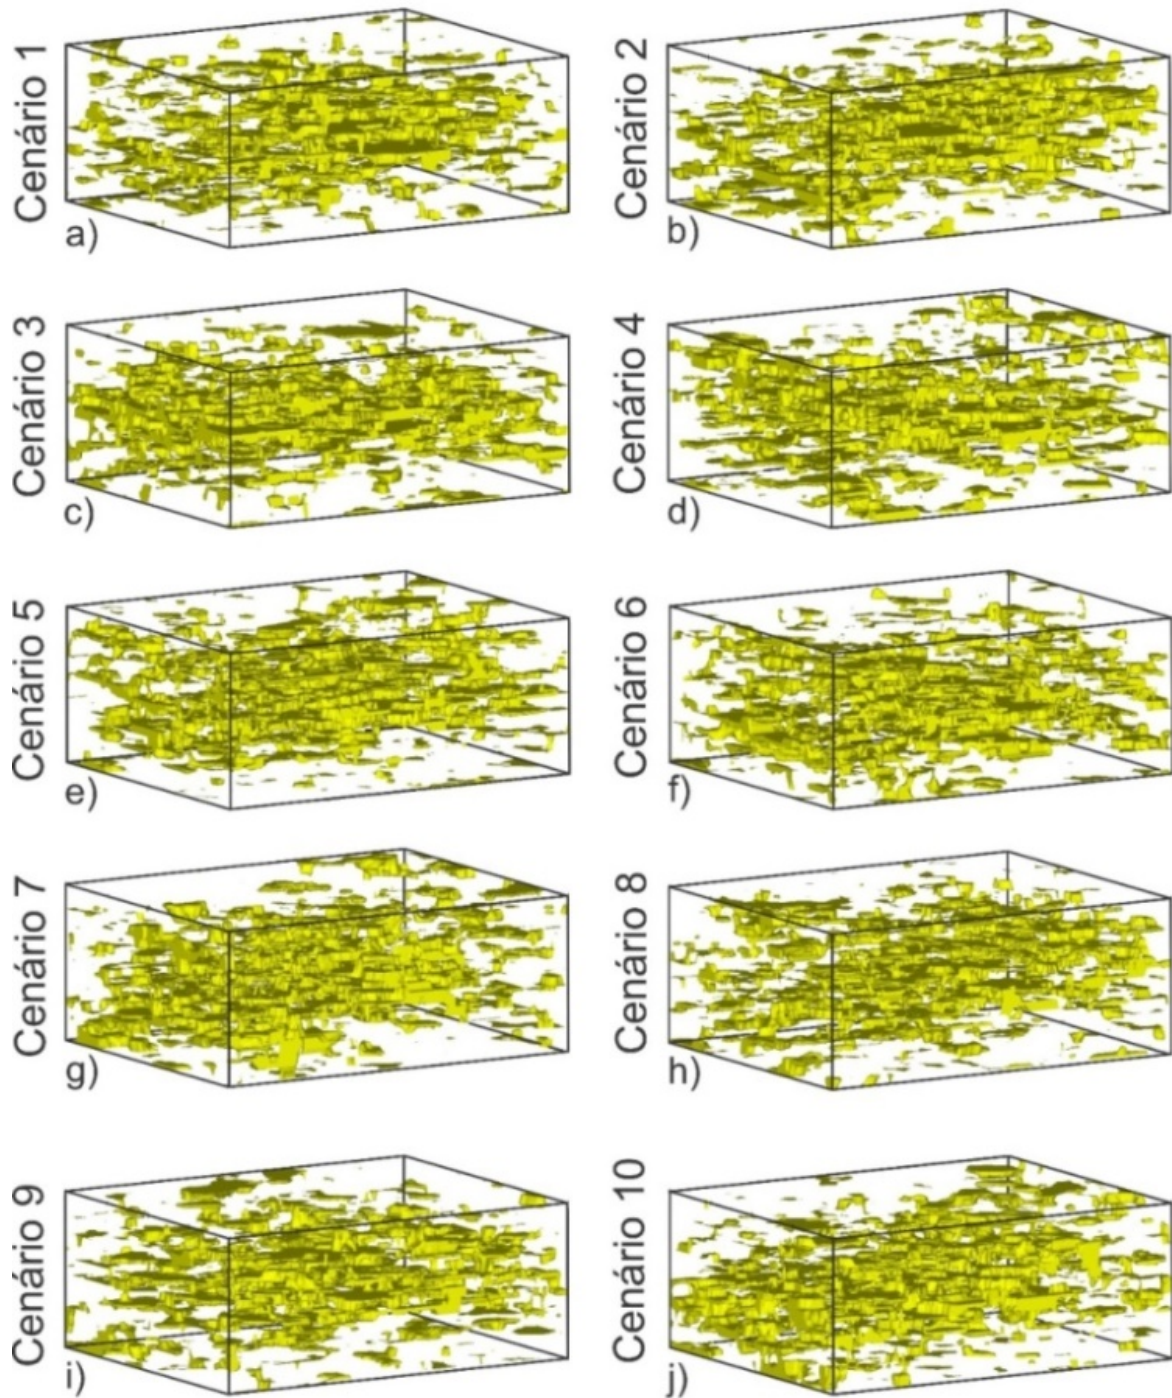 Cenário 1
a)
Cenário 2
b)
Cenário 3
c)
Cenário 4
d)
Cenário 5
e)
Cenário 6
f)
Cenário 7
g)
Cenário 8
h)
Cenário 9
i)
Cenário 10
j)